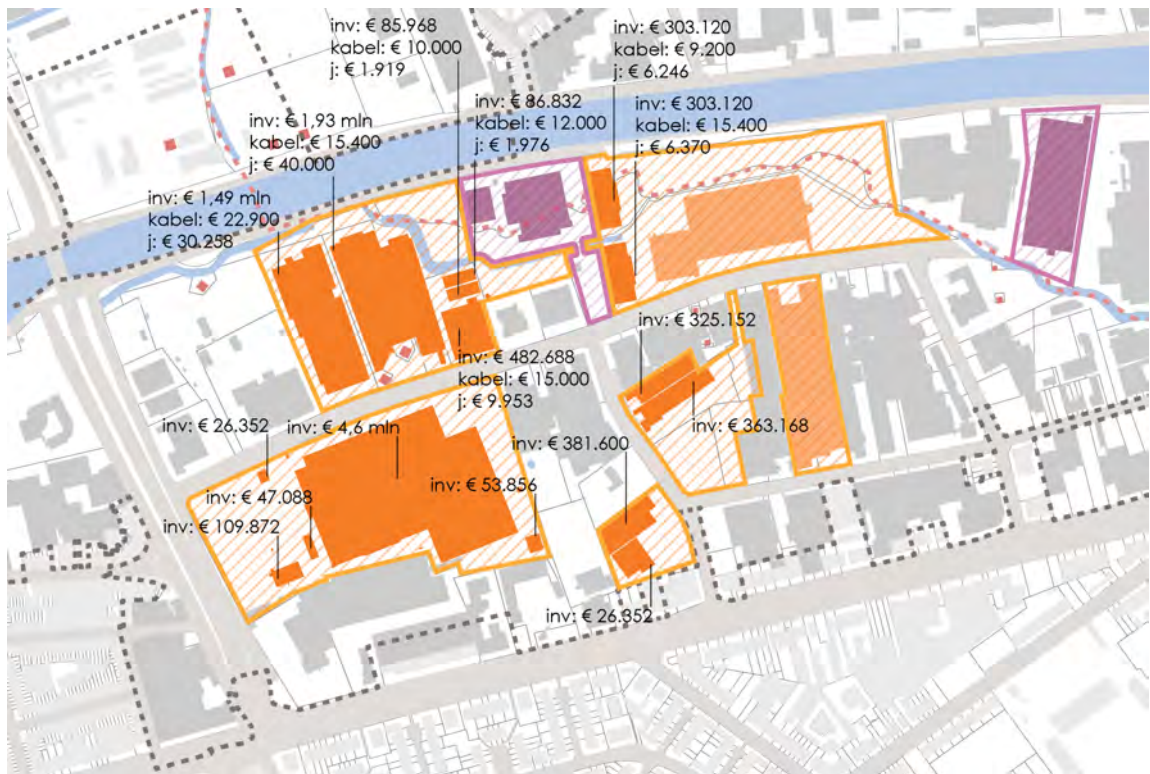 inv: € 85.968
kabel: € 10.000
j: € 1.919
inv: € 303.120
kabel: € 9.200
j: € 6.246
inv: € 86.832
kabel: € 12.000
j: € 1.976
inv: € 303.120
kabel: € 15.400
j: € 6.370
inv: € 1,93 mln
kabel: € 15.400
j: € 40.000
inv: € 1,49 mln
kabel: € 22.900
j: € 30.258
inv: € 325.152
inv: € 482.688
kabel: € 15.000
j: € 9.953
inv: € 26.352
inv: € 4,6 mln
inv: € 363.168
inv: € 381.600
inv: € 53.856
inv: € 47.088
inv: € 109.872
inv: € 26.352